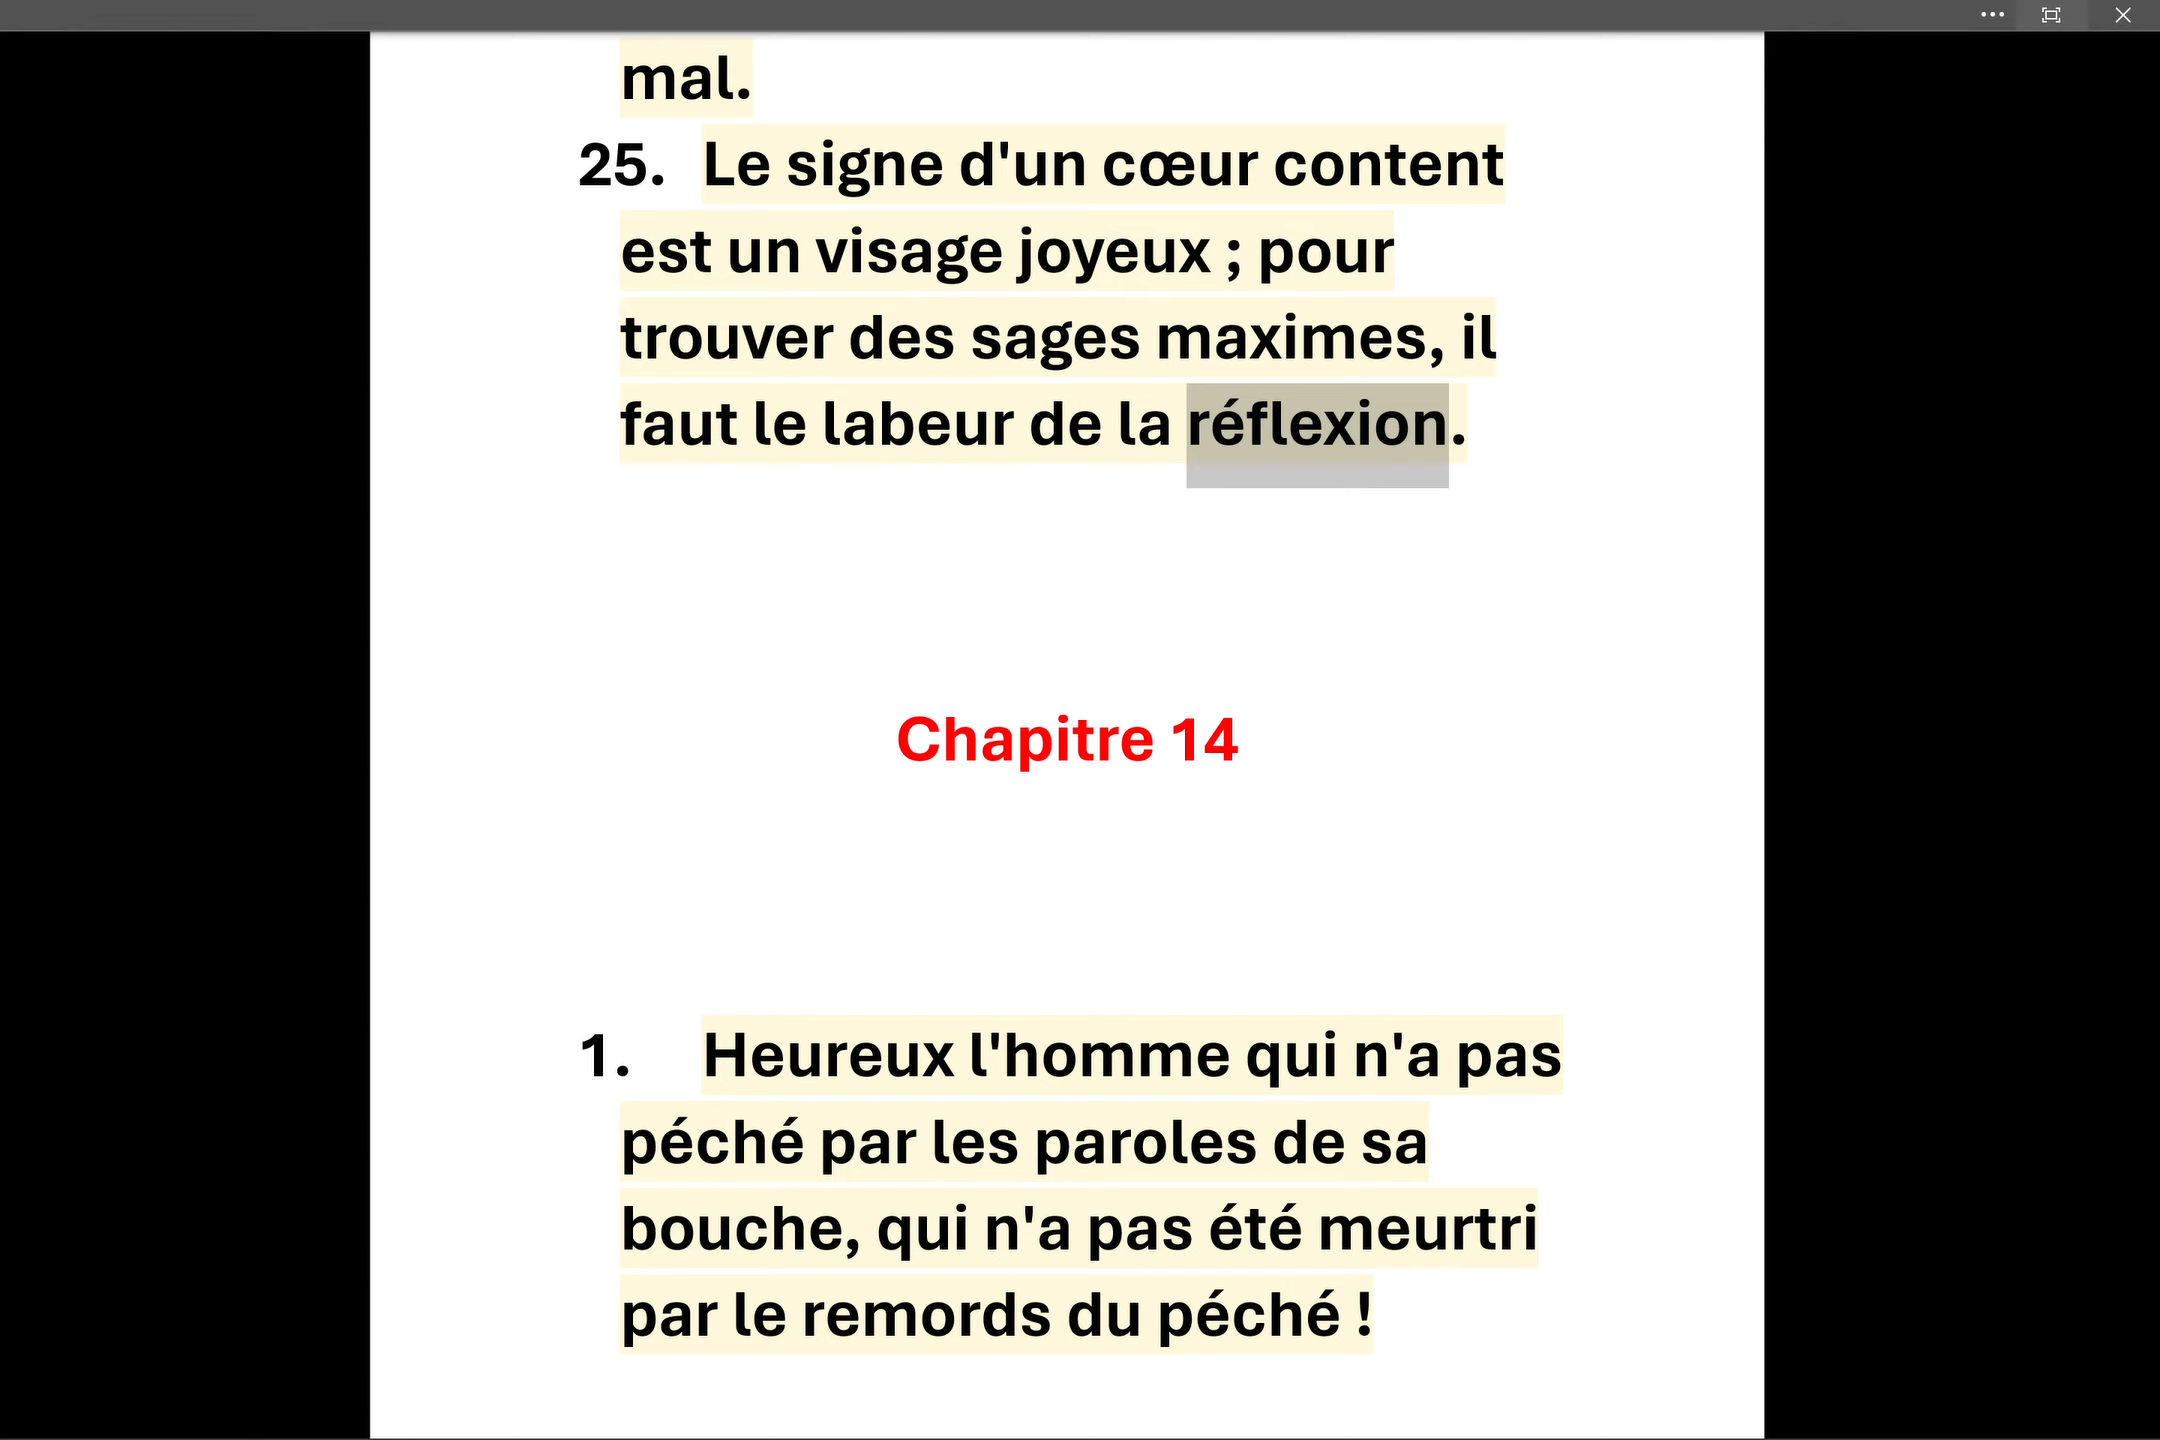 mal.
25. Le signe d'un cœur content
est un visage joyeux ; pour
trouver des sages maximes, il
faut le labeur de la réflexion.
Chapitre 14
1. Heureux l'homme qui n'a pas
péché par les paroles de sa
bouche, qui n'a pas été meurtri
par le remords du péché !